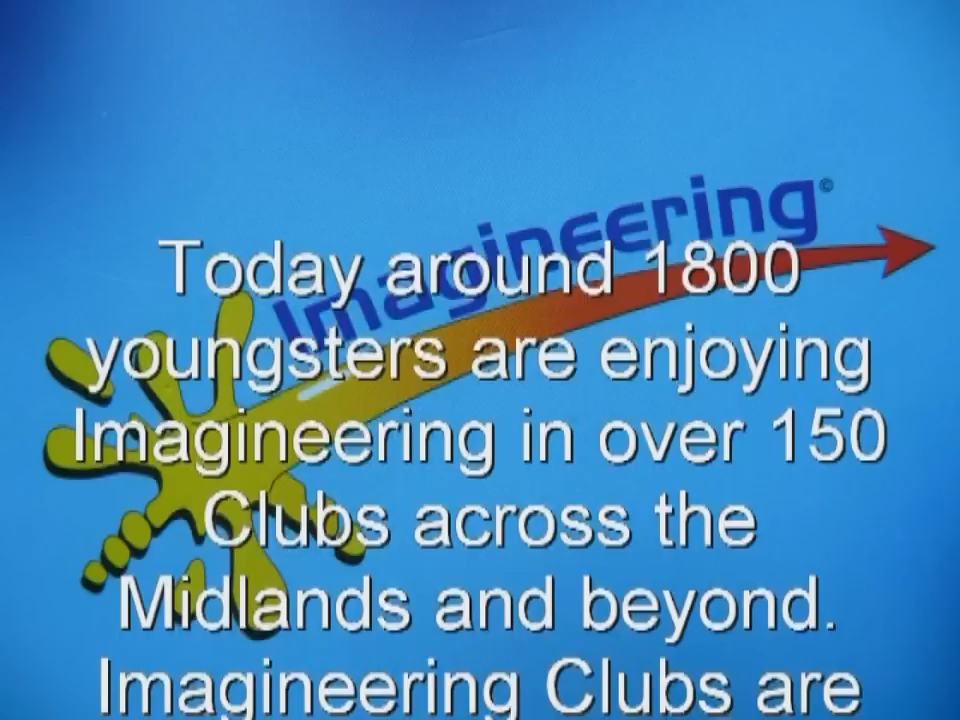 Imagineering©
Today around 1800
youngsters are enjoying
Imagineering in over 150
Clubs across the
Midlands and beyond.
Imagineering Clubs are